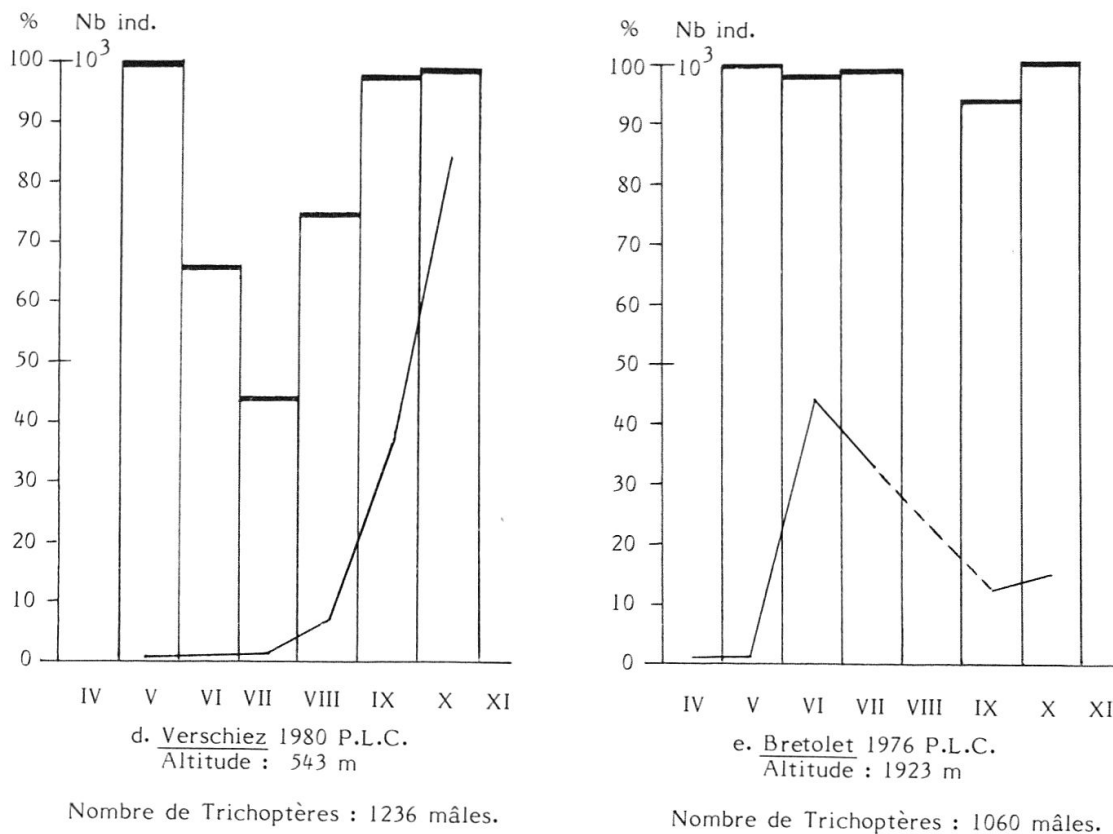 % Nb ind.
100 10³
90
80
70
60
50
40
30
20
10
0
IV V VI VII VIII IX X XI
d. Verschiez 1980 P.L.C.
Altitude : 543 m
Nombre de Trichoptères : 1236 mâles.
% Nb ind.
100 10³
90
80
70
60
50
40
30
20
10
0
IV V VI VII VIII IX X XI
e. Bretolet 1976 P.L.C.
Altitude : 1923 m
Nombre de Trichoptères : 1060 mâles.